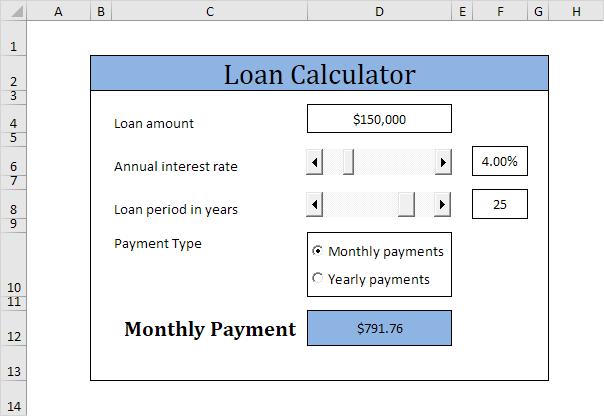 A B C D E F G H
1
2 Loan Calculator
3
4 Loan amount $150,000
5
6 Annual interest rate 4.00%
7
8 Loan period in years 25
9
Payment Type Monthly payments
10 Yearly payments
11
12 Monthly Payment $791.76
13
14